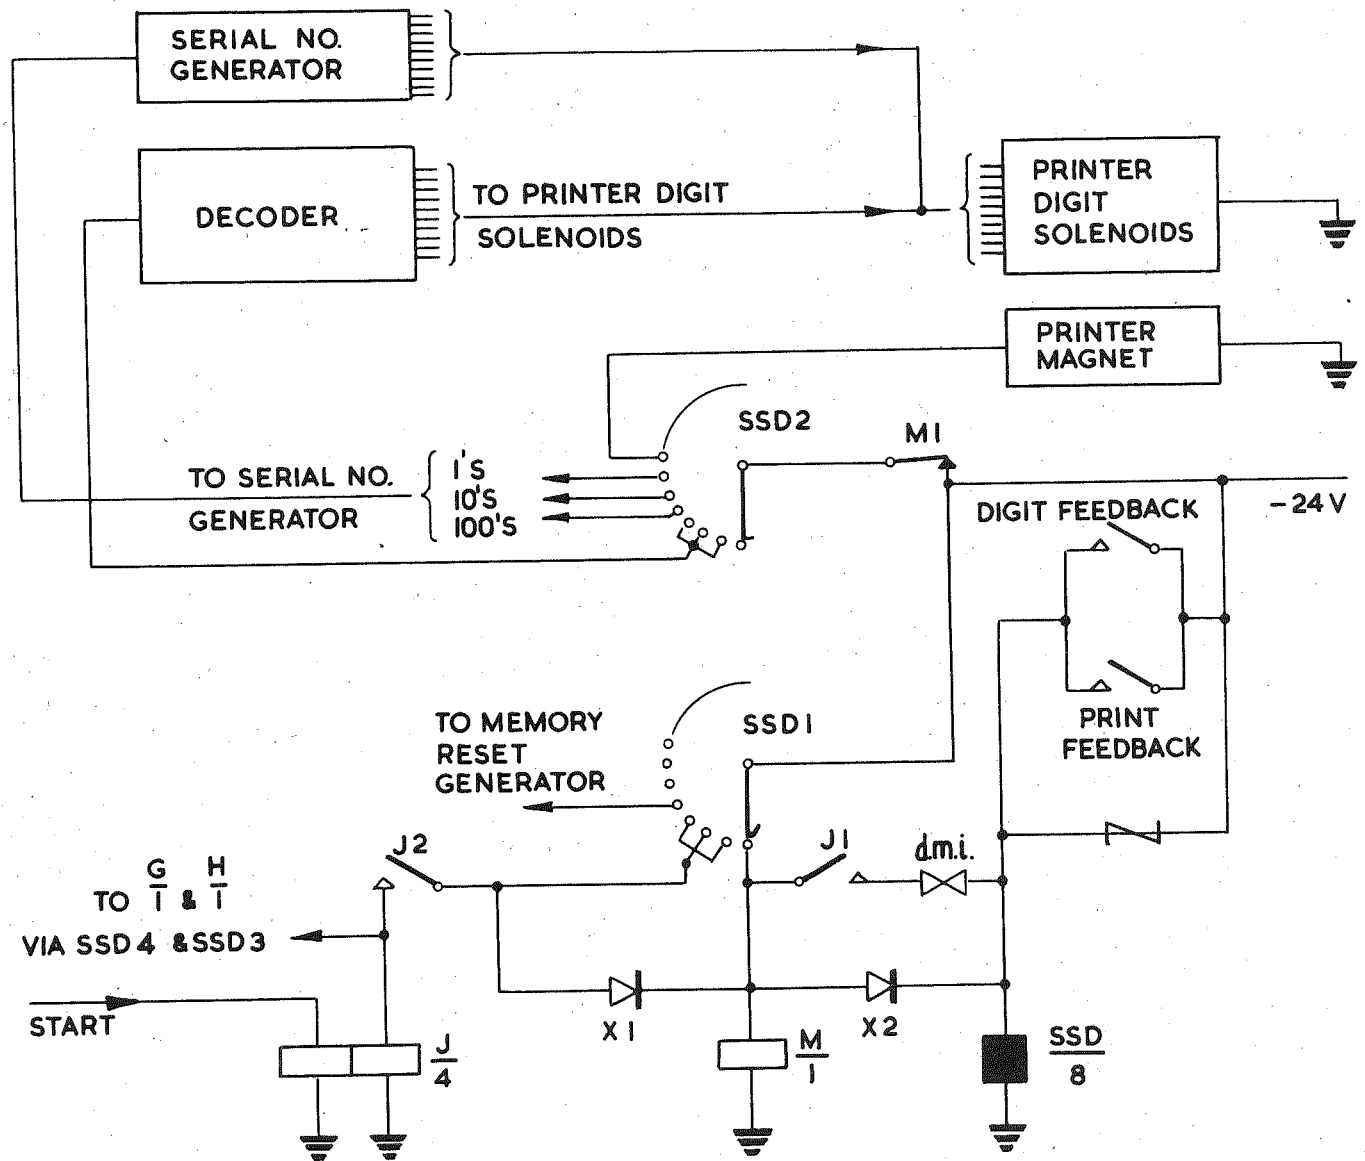 SERIAL NO.
GENERATOR
DECODER
TO PRINTER DIGIT
SOLENOIDS
PRINTER
DIGIT
SOLENOIDS
PRINTER
MAGNET
SSD2
M1
TO SERIAL NO.
GENERATOR
1'S
10'S
100'S
-24V
DIGIT FEEDBACK
PRINT
FEEDBACK
TO MEMORY
RESET
GENERATOR
SSD1
J2
J1
d.m.i.
TO G/1 & H/1
VIA SSD4 & SSD3
START
X1
X2
J/4
M/1
SSD/8